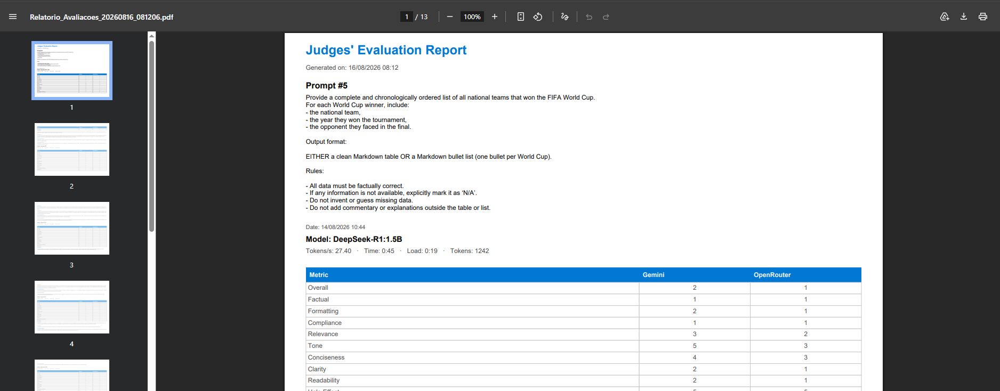 Relatorio_Avaliacoes_20260816_081206.pdf
1 / 13
100%
1
2
3
4
Judges' Evaluation Report
Generated on: 16/08/2026 08:12
Prompt #5
Provide a complete and chronologically ordered list of all national teams that won the FIFA World Cup.
For each World Cup winner, include:
- the national team,
- the year they won the tournament,
- the opponent they faced in the final.
Output format:
EITHER a clean Markdown table OR a Markdown bullet list (one bullet per World Cup).
Rules:
- All data must be factually correct.
- If any information is not available, explicitly mark it as 'N/A'.
- Do not invent or guess missing data.
- Do not add commentary or explanations outside the table or list.
Date: 14/08/2026 10:44
Model: DeepSeek-R1:1.5B
Tokens/s: 27.40 · Time: 0:45 · Load: 0:19 · Tokens: 1242
Metric Gemini OpenRouter
Overall 2 1
Factual 1 1
Formatting 2 1
Compliance 1 1
Relevance 3 2
Tone 5 3
Conciseness 4 3
Clarity 2 1
Readability 2 1